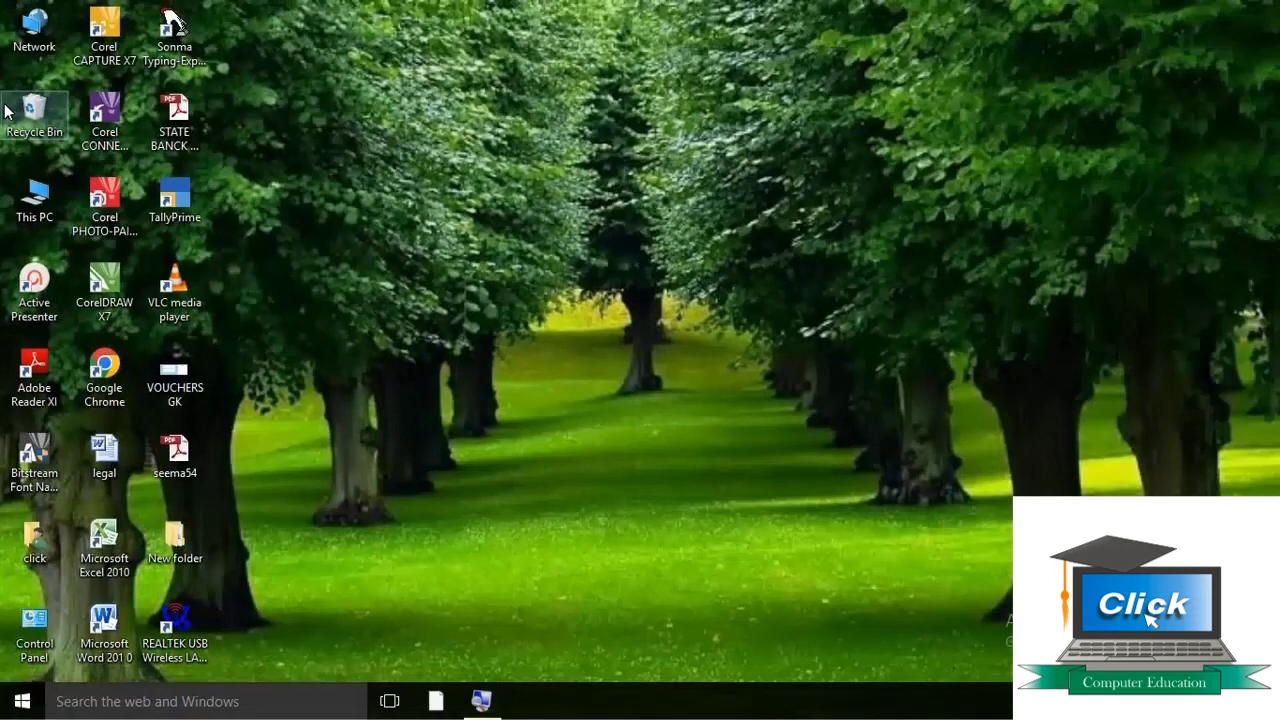 Network
Corel
CAPTURE X7
Sonma
Typing-Exp...
Recycle Bin
Corel
CONNE...
STATE
BANCK ...
This PC
Corel
PHOTO-PAI...
TallyPrime
Active
Presenter
CorelDRAW
X7
VLC media
player
Adobe
Reader XI
Google
Chrome
VOUCHERS
GK
Bitstream
Font Na...
legal
seema54
click
Microsoft
Excel 2010
New folder
Control
Panel
Microsoft
Word 2010
REALTEK USB
Wireless LA...
Search the web and Windows
Click
Computer Education